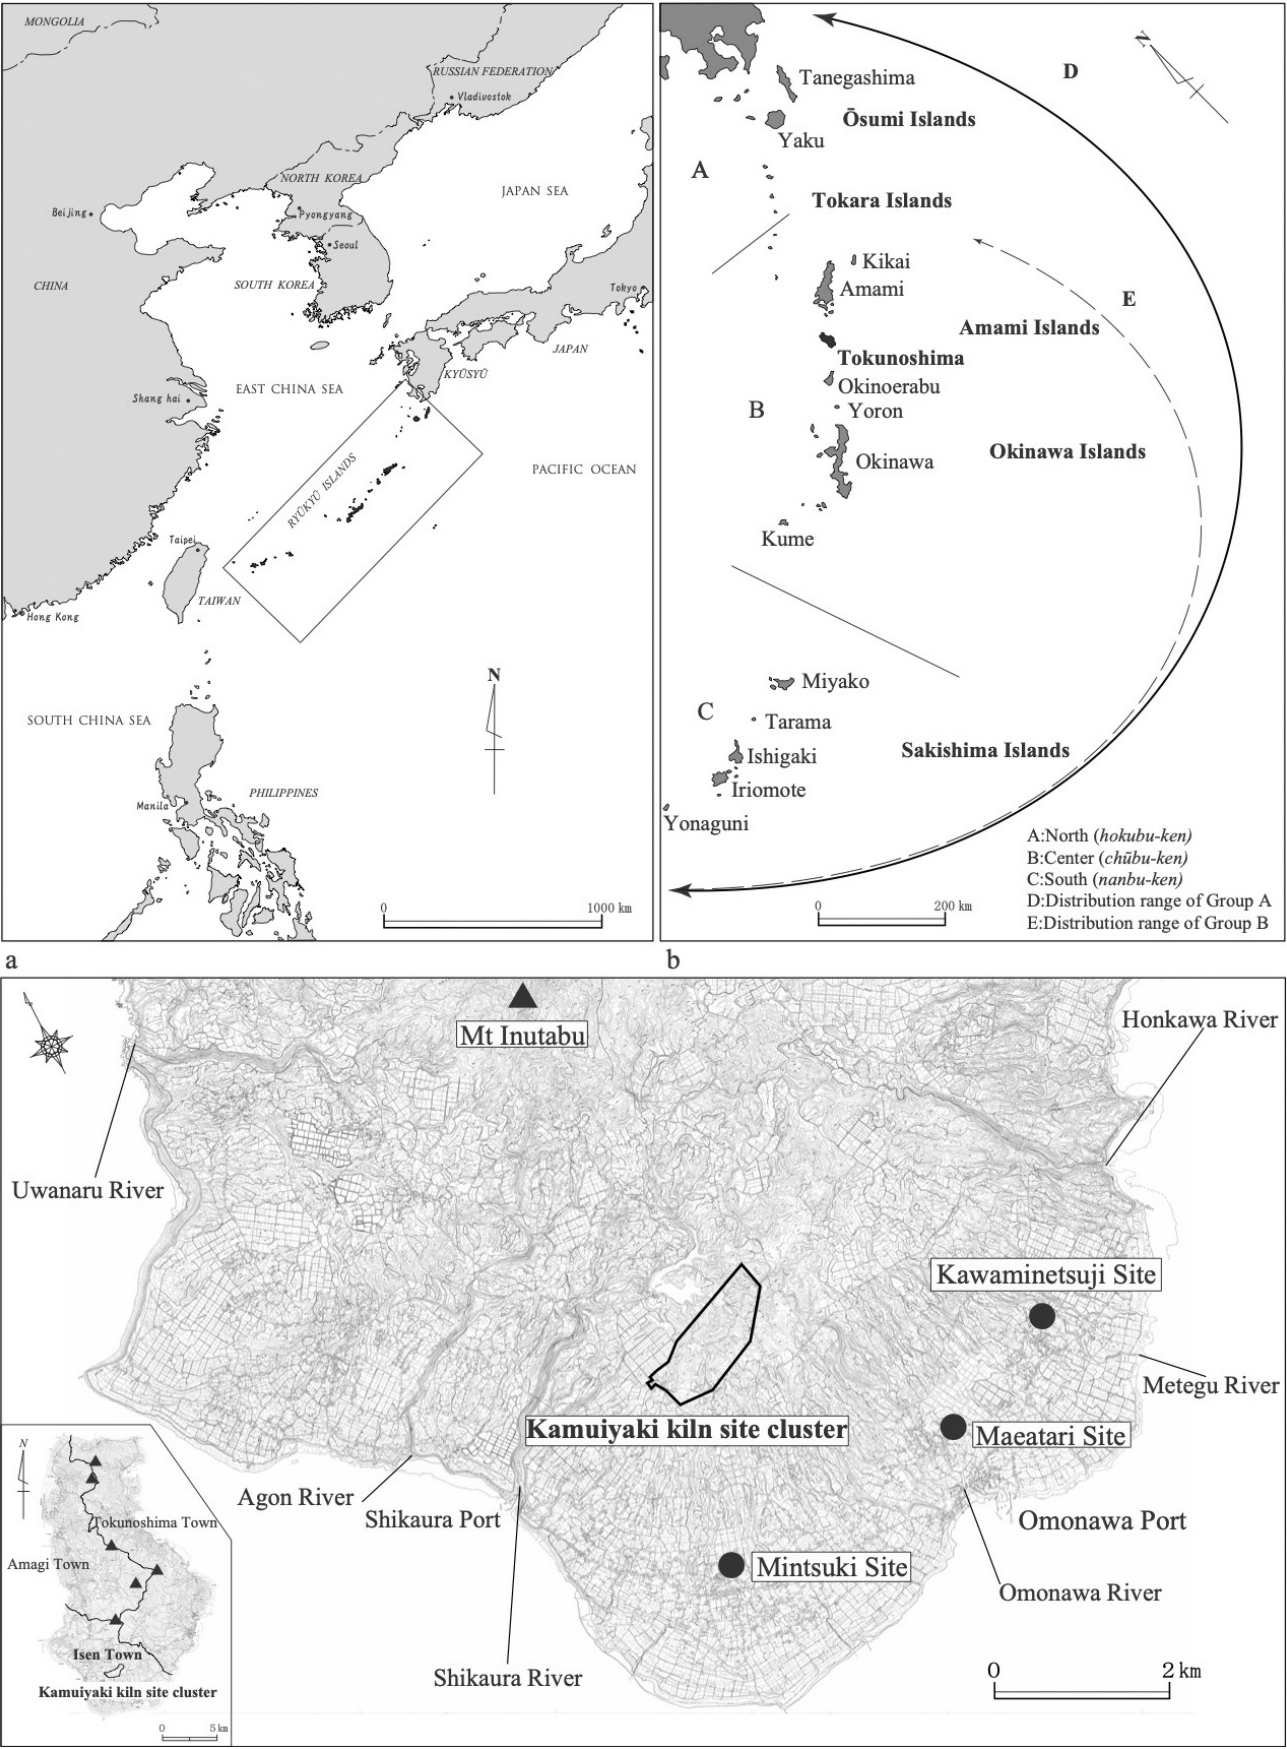 MONGOLIA
RUSSIAN FEDERATION
Vladivostok
NORTH KOREA
JAPAN SEA
Beijing
Pyongyang
Seoul
CHINA
SOUTH KOREA
Tokyo
JAPAN
KYŪSYŪ
EAST CHINA SEA
Shang hai
RYŪKYŪ ISLANDS
PACIFIC OCEAN
Taipei
TAIWAN
Hong Kong
N
SOUTH CHINA SEA
PHILIPPINES
Manila
0 1000 km
a
N
D
Tanegashima
Ōsumi Islands
Yaku
A
Tokara Islands
Kikai
Amami
E
Amami Islands
Tokunoshima
Okinoerabu
B
Yoron
Okinawa Islands
Okinawa
Kume
Miyako
C
Tarama
Sakishima Islands
Ishigaki
Iriomote
Yonaguni
A:North (hokubu-ken)
B:Center (chūbu-ken)
C:South (nanbu-ken)
D:Distribution range of Group A
E:Distribution range of Group B
0 200 km
b
Mt Inutabu
Honkawa River
Uwanaru River
Kawaminetsuji Site
Metegu River
Kamuiyaki kiln site cluster
Maeatari Site
Agon River
Shikaura Port
Omonawa Port
Mintsuki Site
Omonawa River
Shikaura River
0 2 km
N
Tokunoshima Town
Amagi Town
Isen Town
Kamuiyaki kiln site cluster
0 5 km